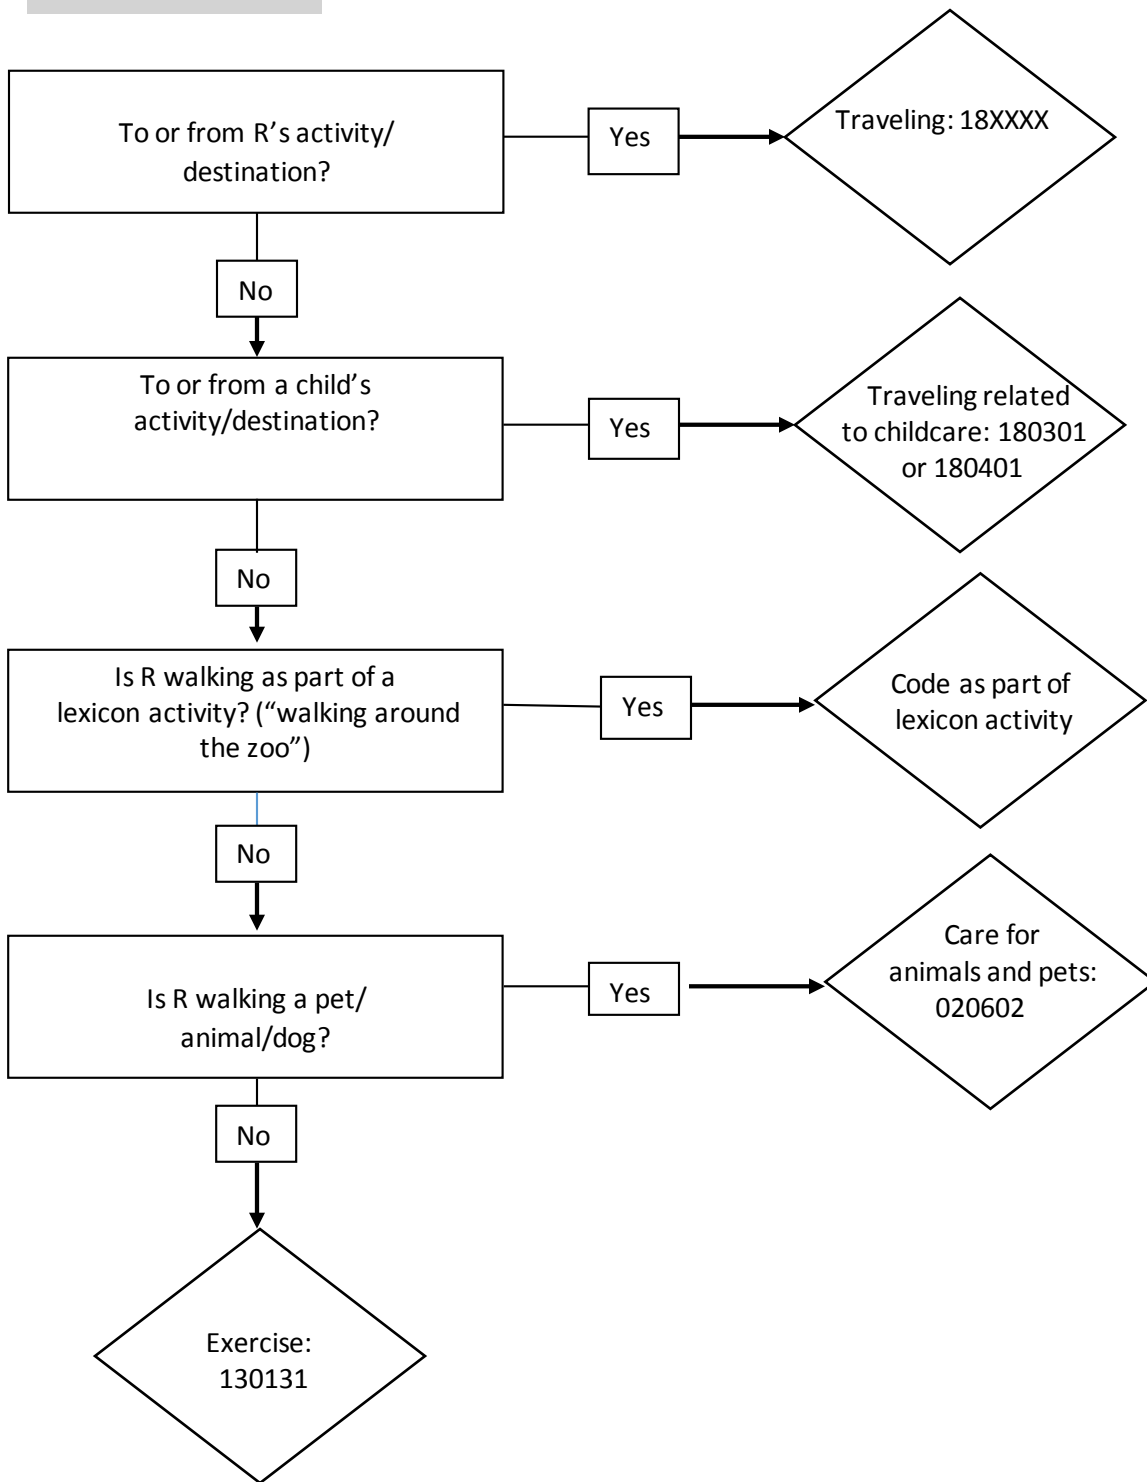 To or from R’s activity/
destination?
Yes
Traveling: 18XXXX
No
To or from a child’s
activity/destination?
Yes
Traveling related
to childcare: 180301
or 180401
No
Is R walking as part of a
lexicon activity? (“walking around
the zoo”)
Yes
Code as part of
lexicon activity
No
Is R walking a pet/
animal/dog?
Yes
Care for
animals and pets:
020602
No
Exercise:
130131